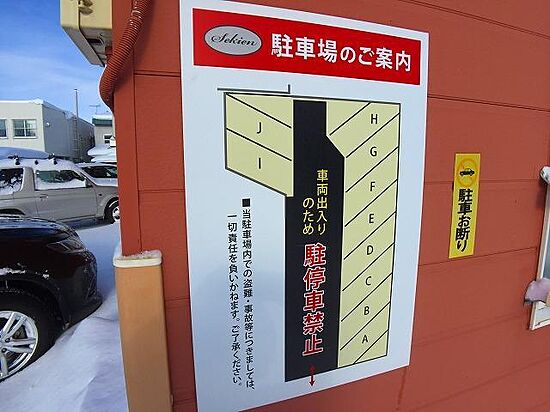 Sekien
駐車場のご案内
J
I
H
G
F
E
D
C
B
A
車両出入り
のため
駐停車禁止
■当駐車場内での盗難・事故等につきましては、
一切責任を負いかねます。ご了承ください。
駐車お断り